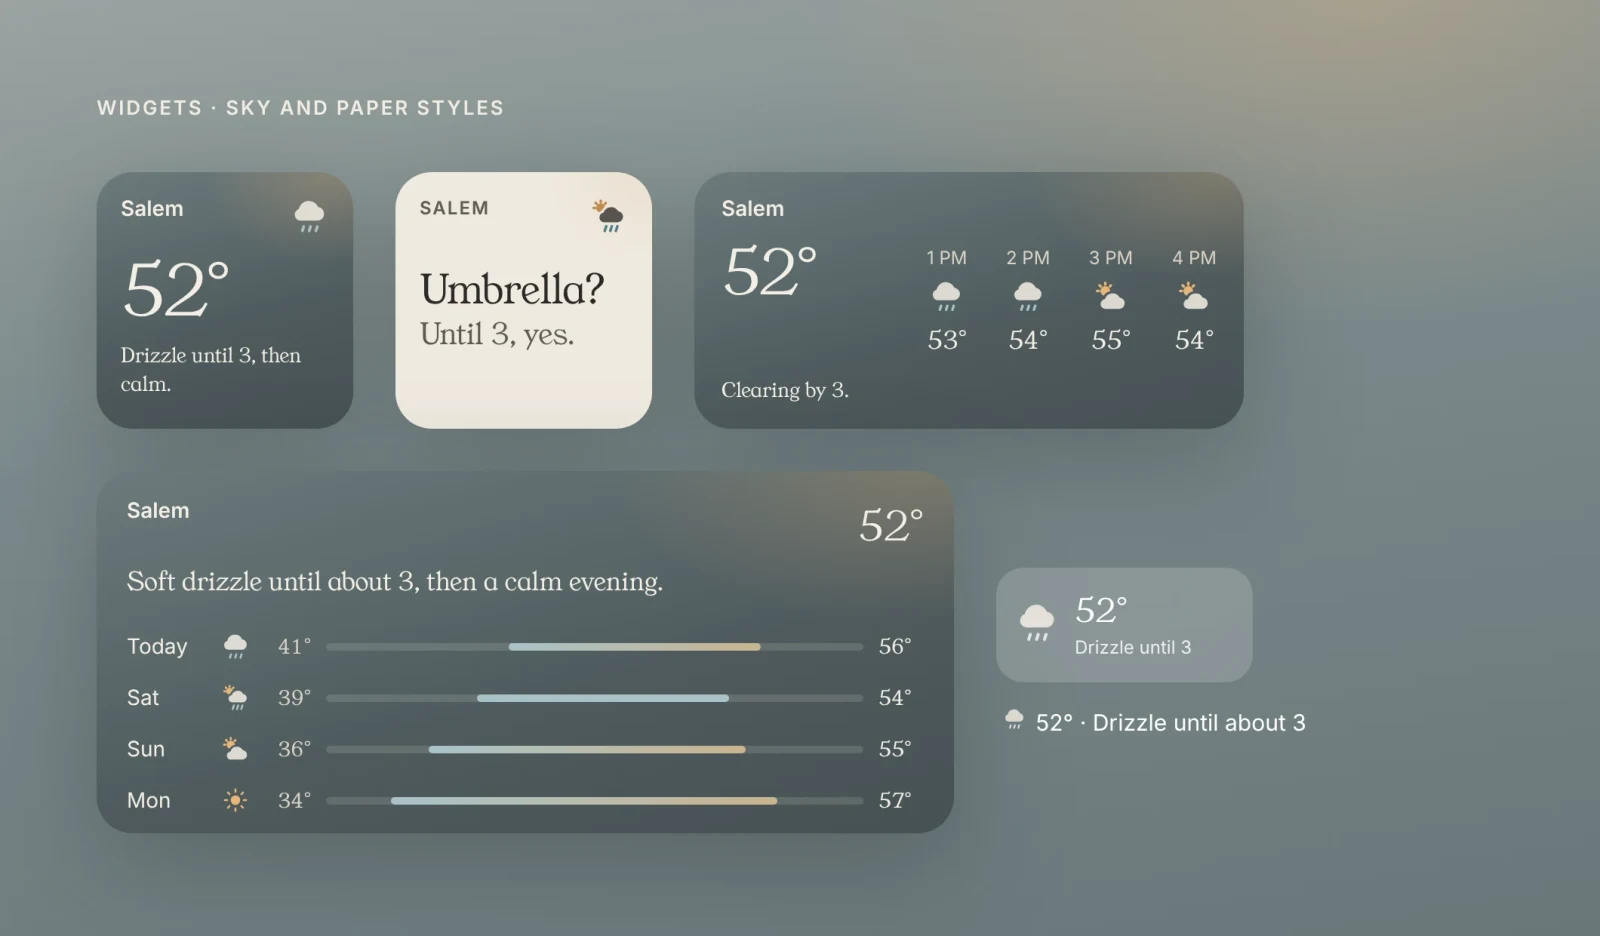 WIDGETS · SKY AND PAPER STYLES
Salem
52°
Drizzle until 3, then
calm.
SALEM
Umbrella?
Until 3, yes.
Salem
52°
1 PM 2 PM 3 PM 4 PM
53° 54° 55° 54°
Clearing by 3.
Salem
52°
Soft drizzle until about 3, then a calm evening.
Today 41° 56°
Sat 39° 54°
Sun 36° 55°
Mon 34° 57°
52°
Drizzle until 3
52° · Drizzle until about 3